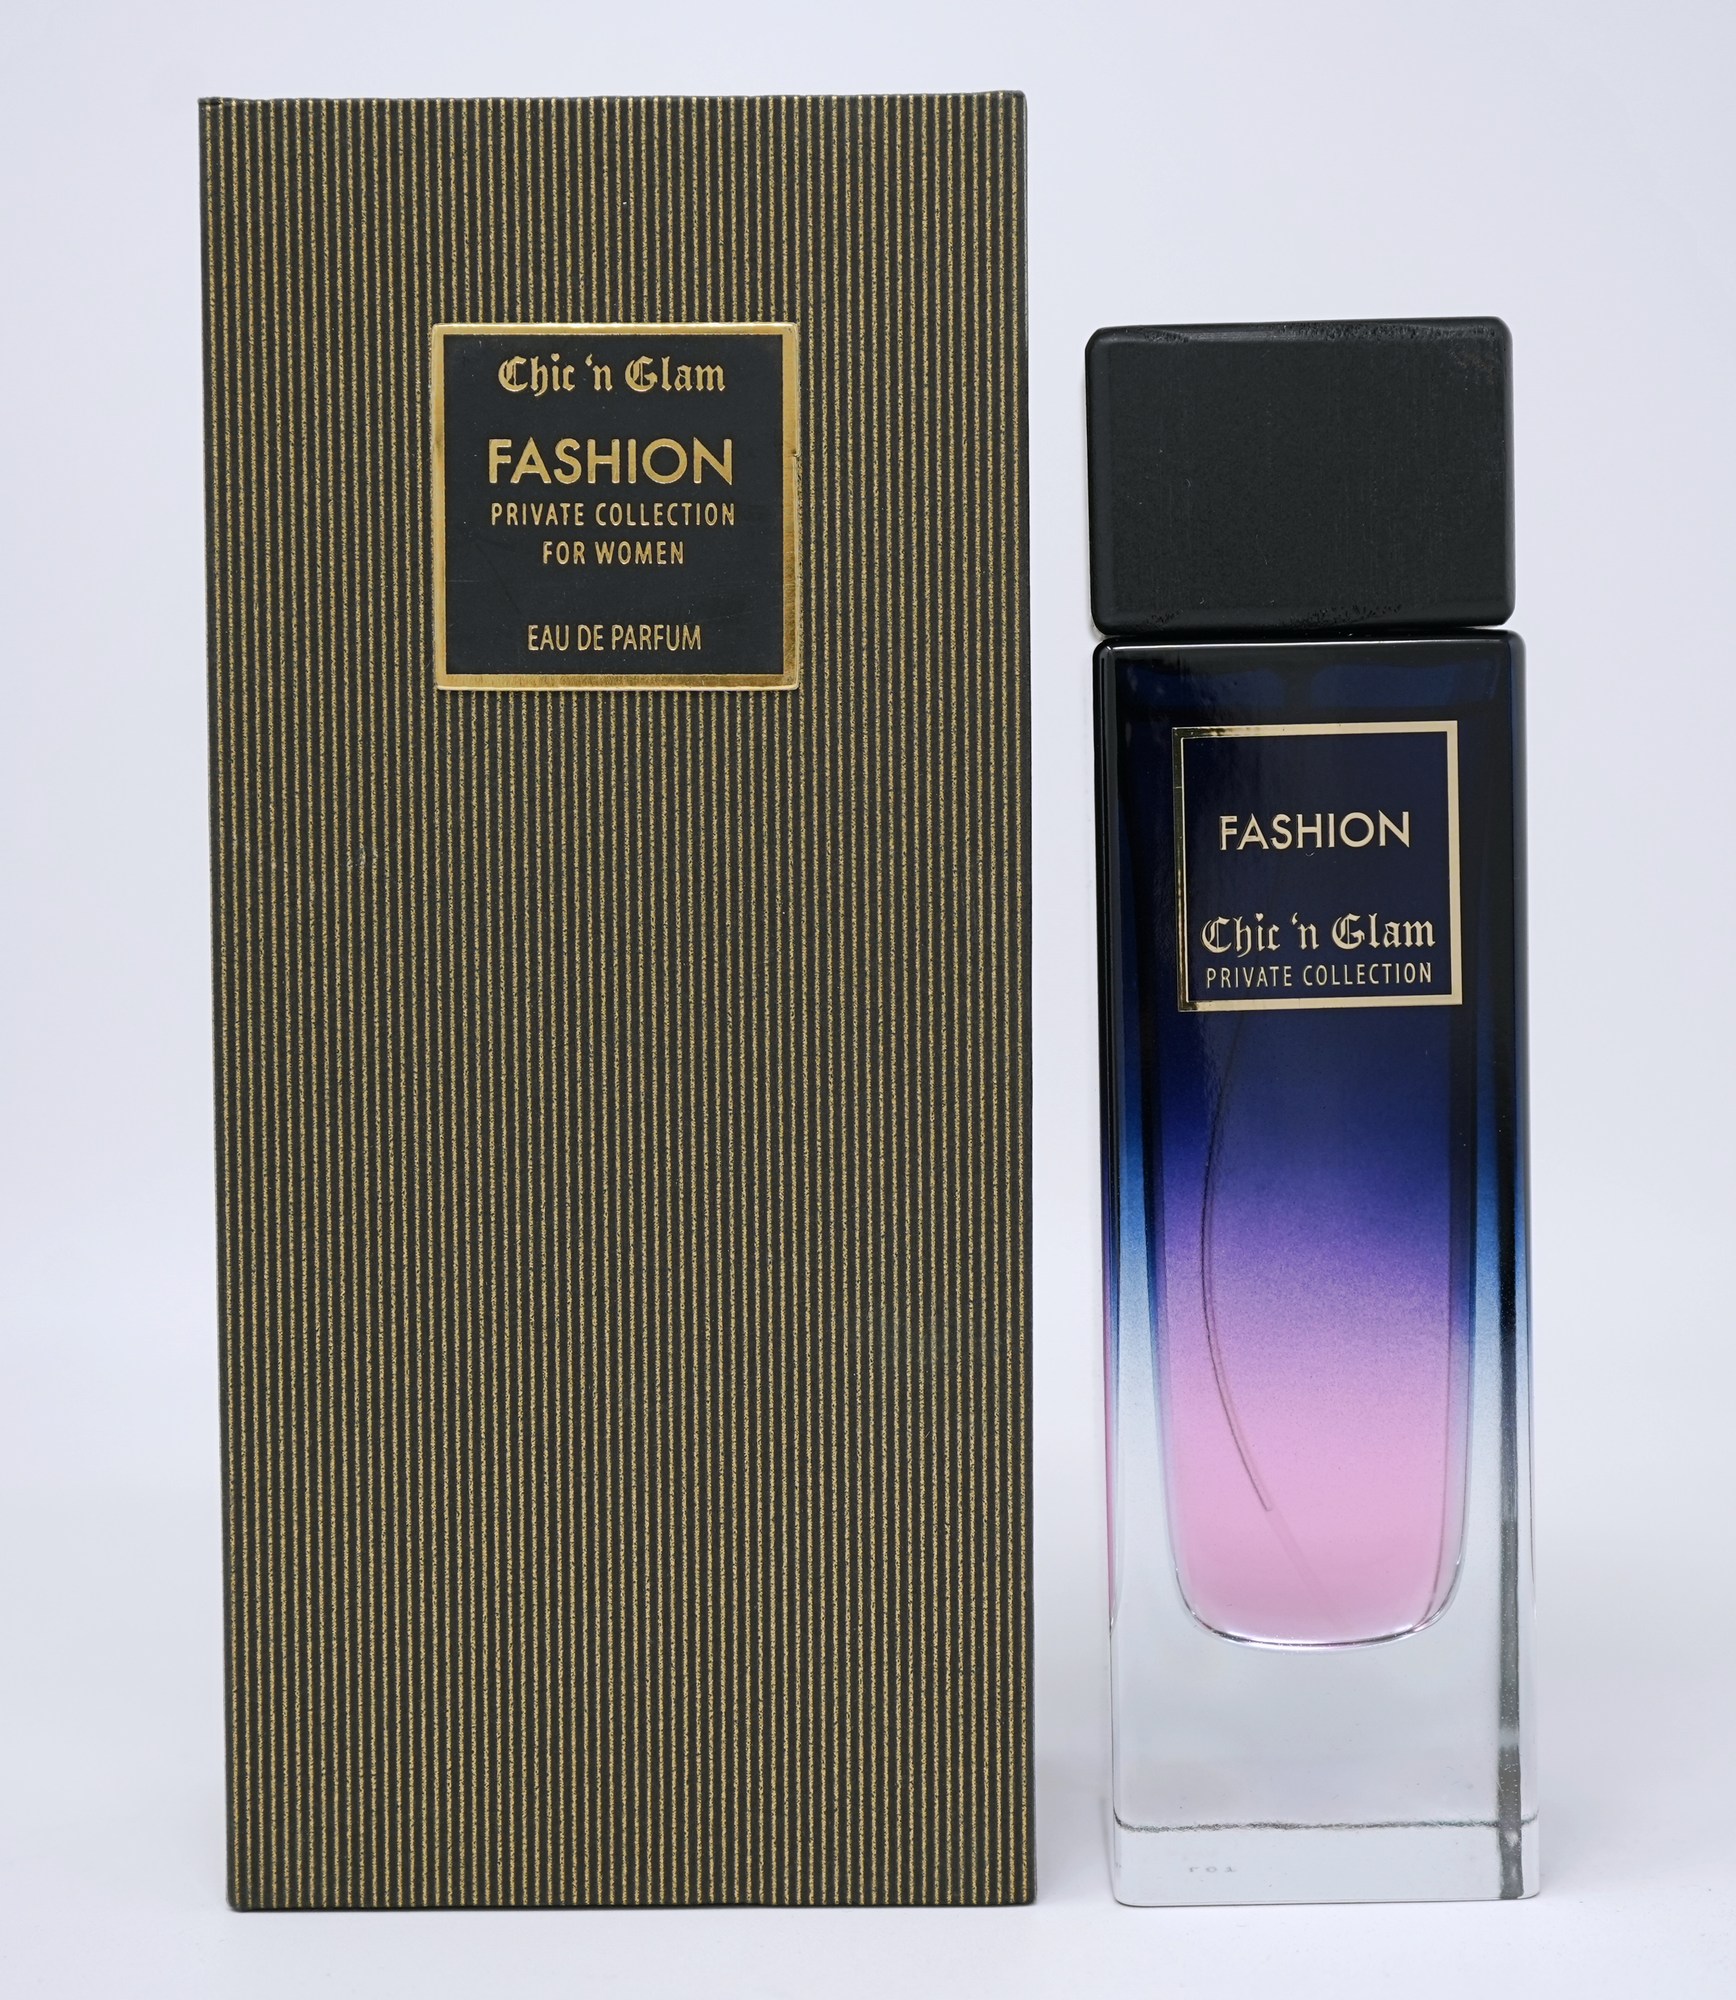 Chic 'n Glam
FASHION
PRIVATE COLLECTION
FOR WOMEN
EAU DE PARFUM
FASHION
Chic 'n Glam
PRIVATE COLLECTION